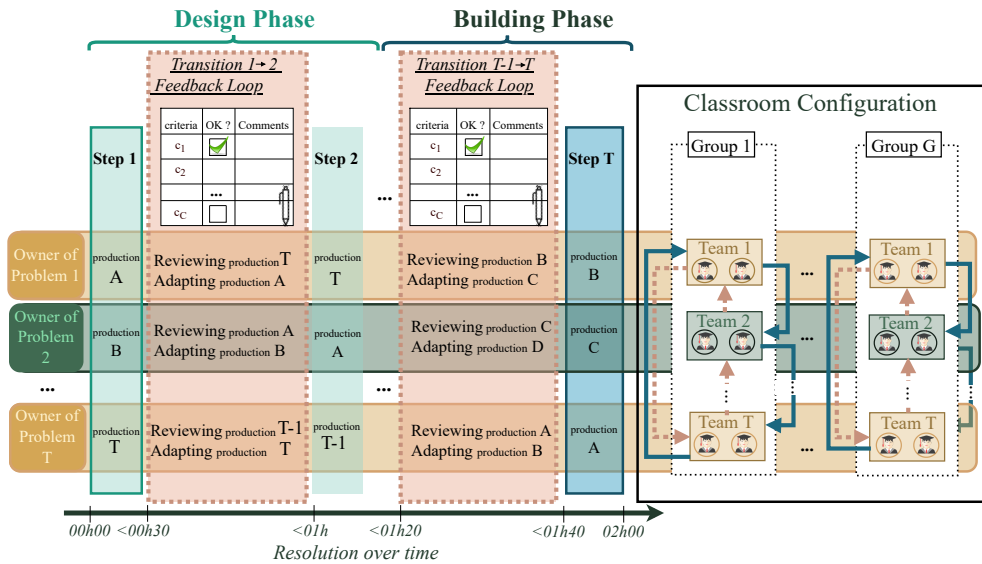 Design Phase
Building Phase
Transition 1→2
Feedback Loop
criteria OK ? Comments
c1
c2
...
cC
Transition T-1→T
Feedback Loop
criteria OK ? Comments
c1
c2
...
cC
Step 1
Step 2
...
Step T
Owner of
Problem 1
production
A
Reviewing production T
Adapting production A
production
T
Reviewing production B
Adapting production C
production
B
Owner of
Problem
2
production
B
Reviewing production A
Adapting production B
production
A
Reviewing production C
Adapting production D
production
C
...
...
Owner of
Problem
T
production
T
Reviewing production T-1
Adapting production T
production
T-1
Reviewing production A
Adapting production B
production
A
00h00
<00h30
<01h
<01h20
<01h40
02h00
Resolution over time
Classroom Configuration
Group 1
Group G
Team 1
...
Team 1
Team 2
...
Team 2
Team T
...
Team T